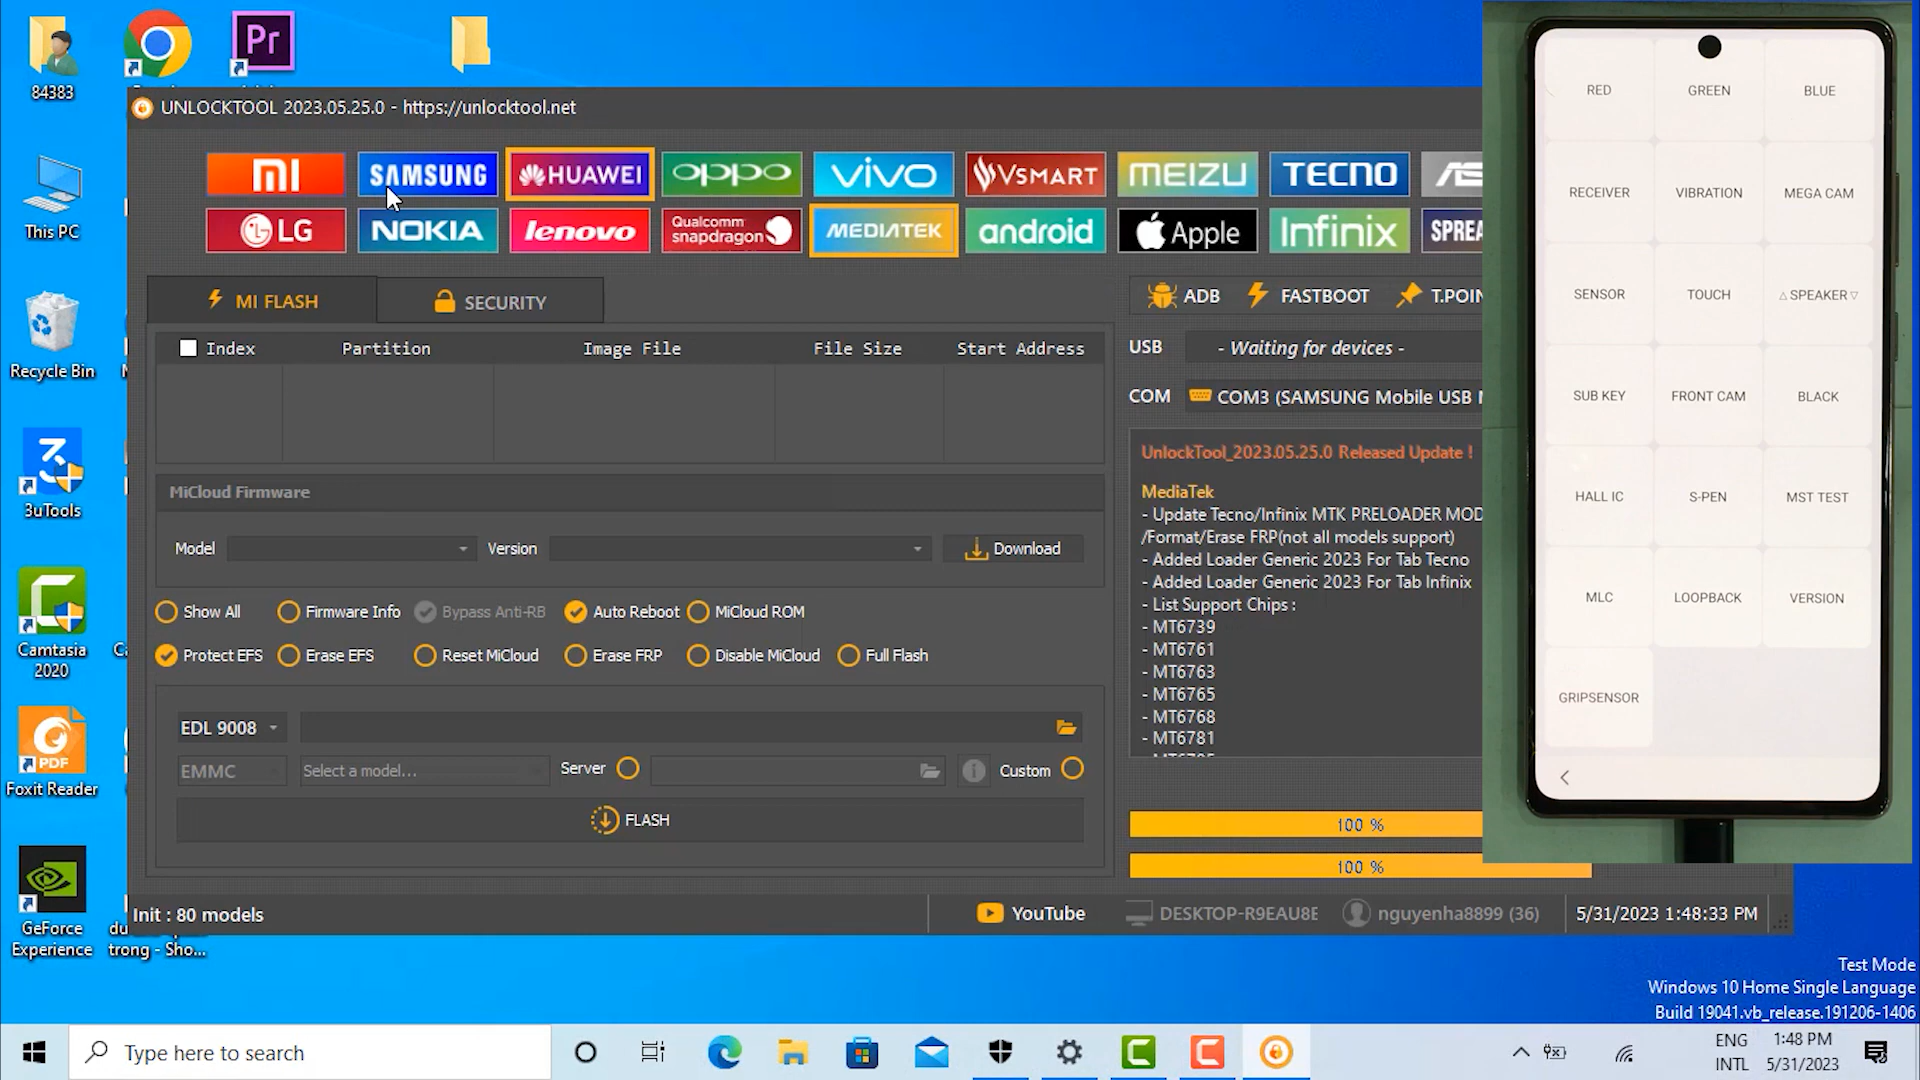 84383
Pr
UNLOCKTOOL 2023.05.25.0 - https://unlocktool.net
SAMSUNG
HUAWEI
oppo
vivo
VSMART
MEIZU
TECNO
LG
NOKIA
lenovo
Qualcomm
snapdragon
MEDIATEK
android
Apple
Infinix
SPREA
This PC
Recycle Bin
3uTools
Camtasia
2020
PDF
Foxit Reader
GeForce
Experience
trong - Sho...
MI FLASH
SECURITY
ADB
FASTBOOT
T.POIN
Index
Partition
Image File
File Size
Start Address
USB
- Waiting for devices -
COM
COM3 (SAMSUNG Mobile USB
MiCloud Firmware
Model
Version
Download
Show All
Firmware Info
Bypass Anti-RB
Auto Reboot
MiCloud ROM
Protect EFS
Erase EFS
Reset MiCloud
Erase FRP
Disable MiCloud
Full Flash
EDL 9008
EMMC
Select a model...
Server
Custom
FLASH
UnlockTool_2023.05.25.0 Released Update !
MediaTek
- Update Tecno/Infinix MTK PRELOADER MOD
/Format/Erase FRP(not all models support)
- Added Loader Generic 2023 For Tab Tecno
- Added Loader Generic 2023 For Tab Infinix
- List Support Chips :
- MT6739
- MT6761
- MT6763
- MT6765
- MT6768
- MT6781
100 %
100 %
Init : 80 models
YouTube
DESKTOP-R9EAU8E
nguyenha8899 (36)
5/31/2023 1:48:33 PM
RED
GREEN
BLUE
RECEIVER
VIBRATION
MEGA CAM
SENSOR
TOUCH
△ SPEAKER ▽
SUB KEY
FRONT CAM
BLACK
HALL IC
S-PEN
MST TEST
MLC
LOOPBACK
VERSION
GRIPSENSOR
Test Mode
Windows 10 Home Single Language
Build 19041.vb_release.191206-1406
Type here to search
ENG
INTL
1:48 PM
5/31/2023